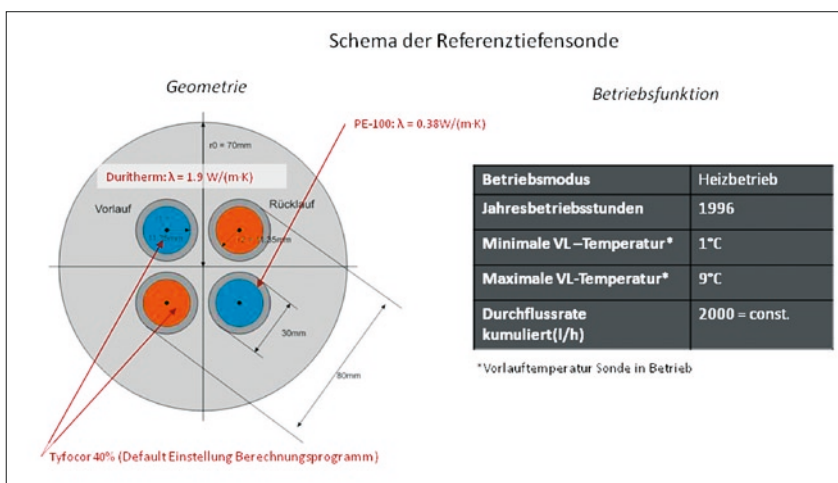 Schema der Referenztiefensonde
Geometrie
Betriebsfunktion
PE-100: λ = 0.38W/(m·K)
r0 = 70mm
Duritherm: λ = 1.9 W/(m·K)
Vorlauf
Rücklauf
30mm
80mm
Tyfocor 40% (Default Einstellung Berechnungsprogramm)
Betriebsmodus Heizbetrieb
Jahresbetriebsstunden 1996
Minimale VL –Temperatur* 1°C
Maximale VL-Temperatur* 9°C
Durchflussrate
kumuliert(l/h) 2000 = const.
*Vorlauftemperatur Sonde in Betrieb